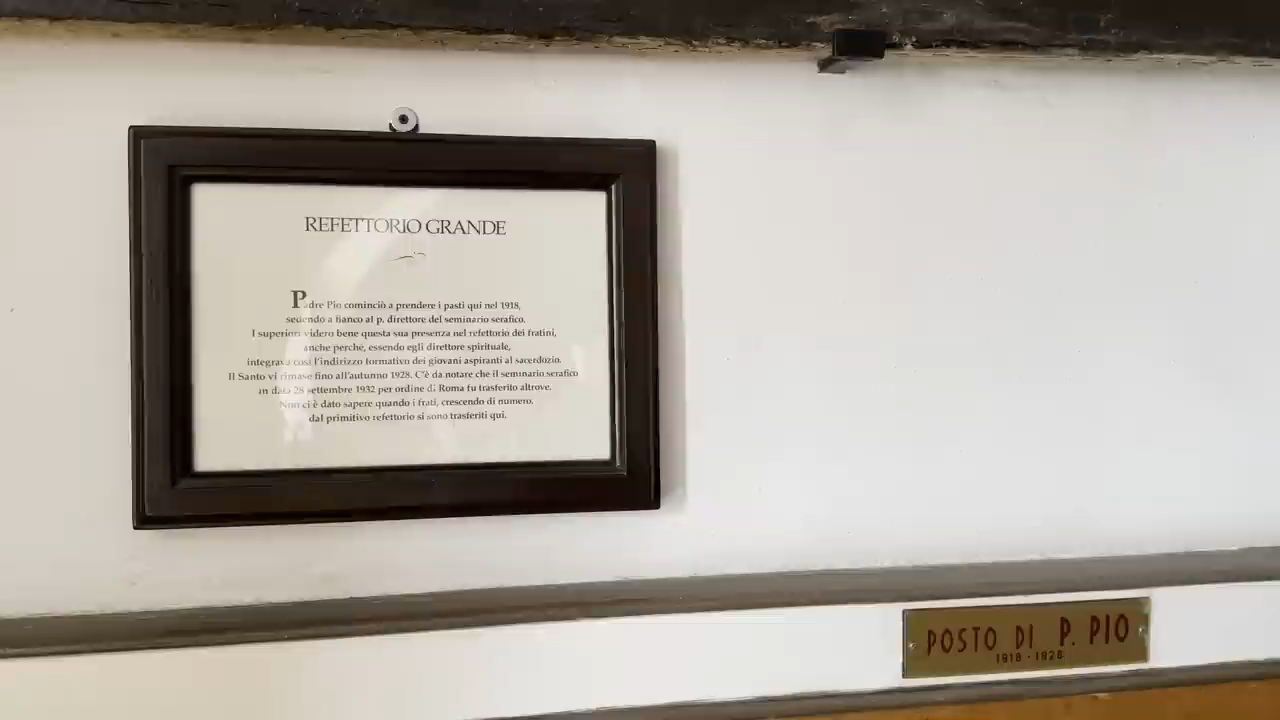 REFETTORIO GRANDE
Padre Pio cominciò a prendere i pasti qui nel 1918,
sedendo a fianco al p. direttore del seminario serafico.
I superiori videro bene questa sua presenza nel refettorio dei fratini,
anche perché, essendo egli direttore spirituale,
integrava così l'indirizzo formativo dei giovani aspiranti al sacerdozio.
Il Santo vi rimase fino all'autunno 1928. C'è da notare che il seminario serafico
in data 28 settembre 1932 per ordine di Roma fu trasferito altrove.
Non ci è dato sapere quando i frati, crescendo di numero,
dal primitivo refettorio si sono trasferiti qui.
POSTO DI P. PIO
1918 - 1928